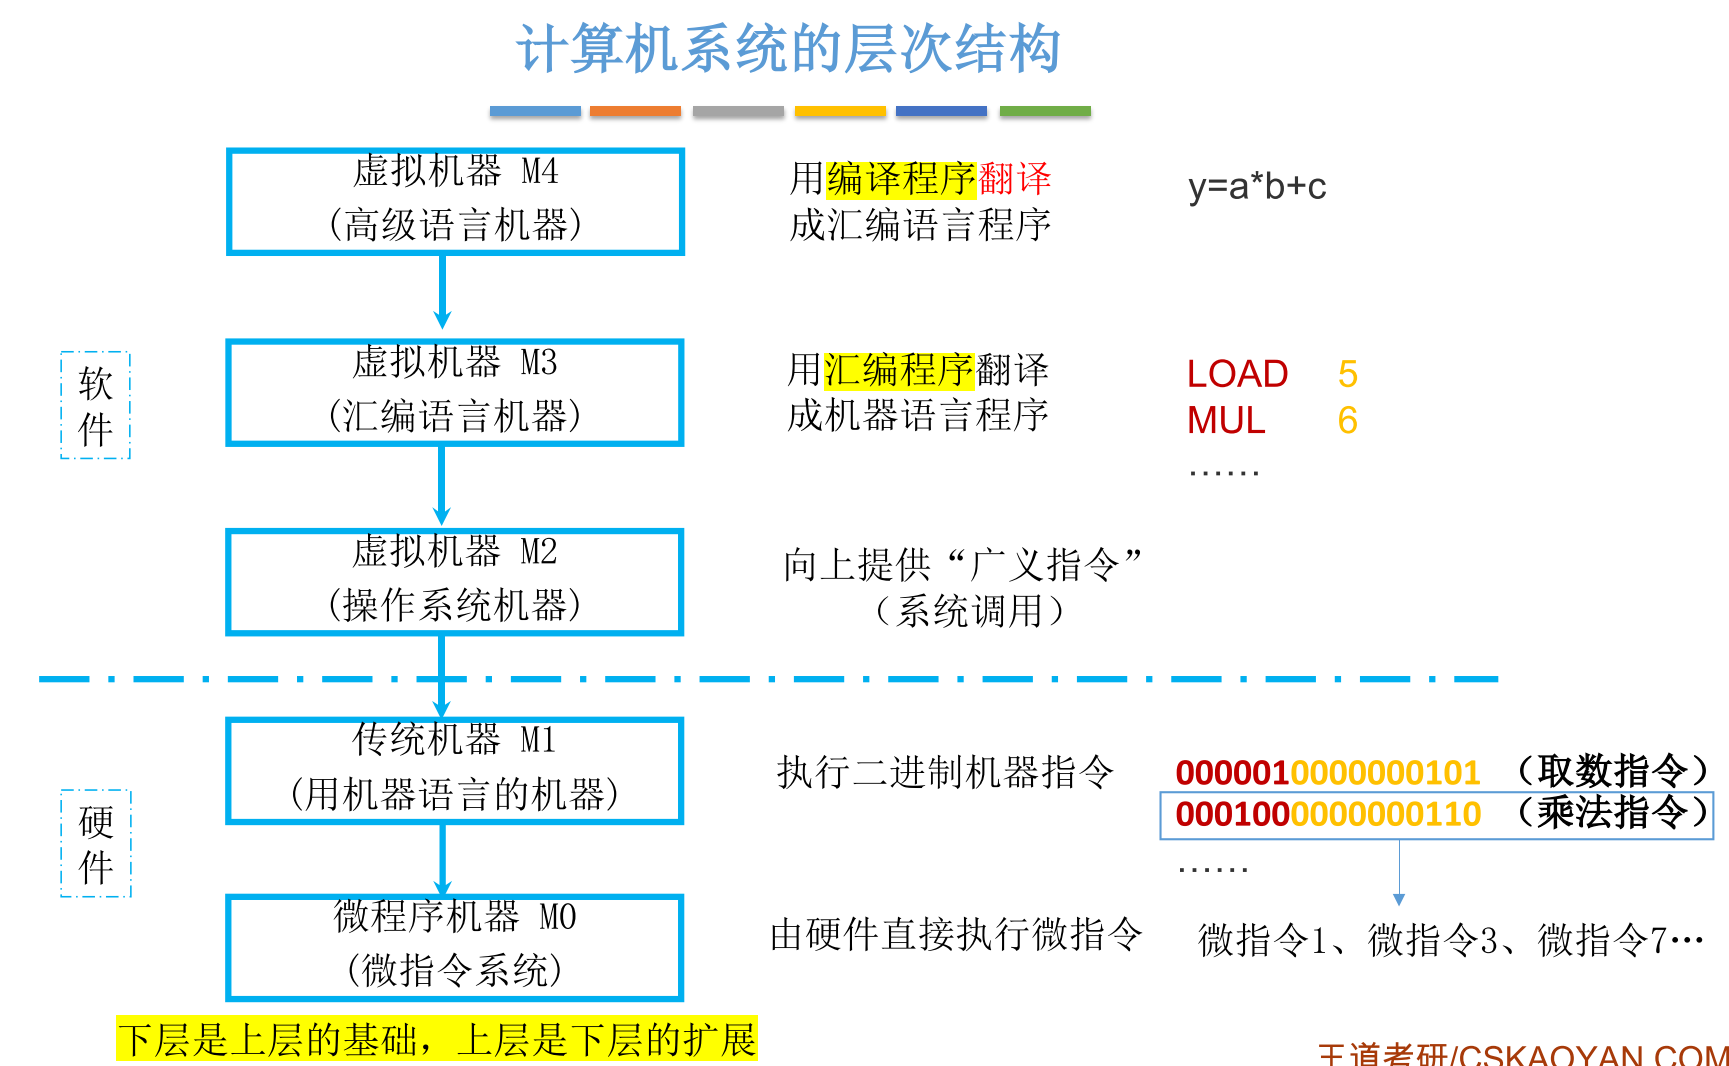 计算机系统的层次结构
虚拟机器 M4
(高级语言机器)
用编译程序翻译
成汇编语言程序
y=a*b+c
软
件
虚拟机器 M3
(汇编语言机器)
用汇编程序翻译
成机器语言程序
LOAD 5
MUL 6
……
虚拟机器 M2
(操作系统机器)
向上提供“广义指令”
（系统调用）
传统机器 M1
(用机器语言的机器)
执行二进制机器指令
0000010000000101 （取数指令）
0001000000000110 （乘法指令）
……
硬
件
微程序机器 M0
(微指令系统)
由硬件直接执行微指令
微指令1、微指令3、微指令7…
下层是上层的基础，上层是下层的扩展
王道考研/CSKAOYAN.COM